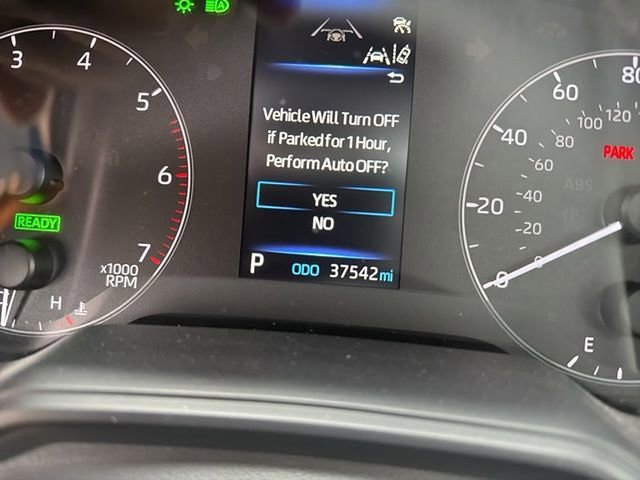 3
4
5
6
7
x1000
RPM
READY
H
Vehicle Will Turn OFF
if Parked for 1 Hour,
Perform Auto OFF?
YES
NO
P ODO 37542 mi
0
20
40
60
80
0
20
40
60
80
100
120
PARK
ABS
E